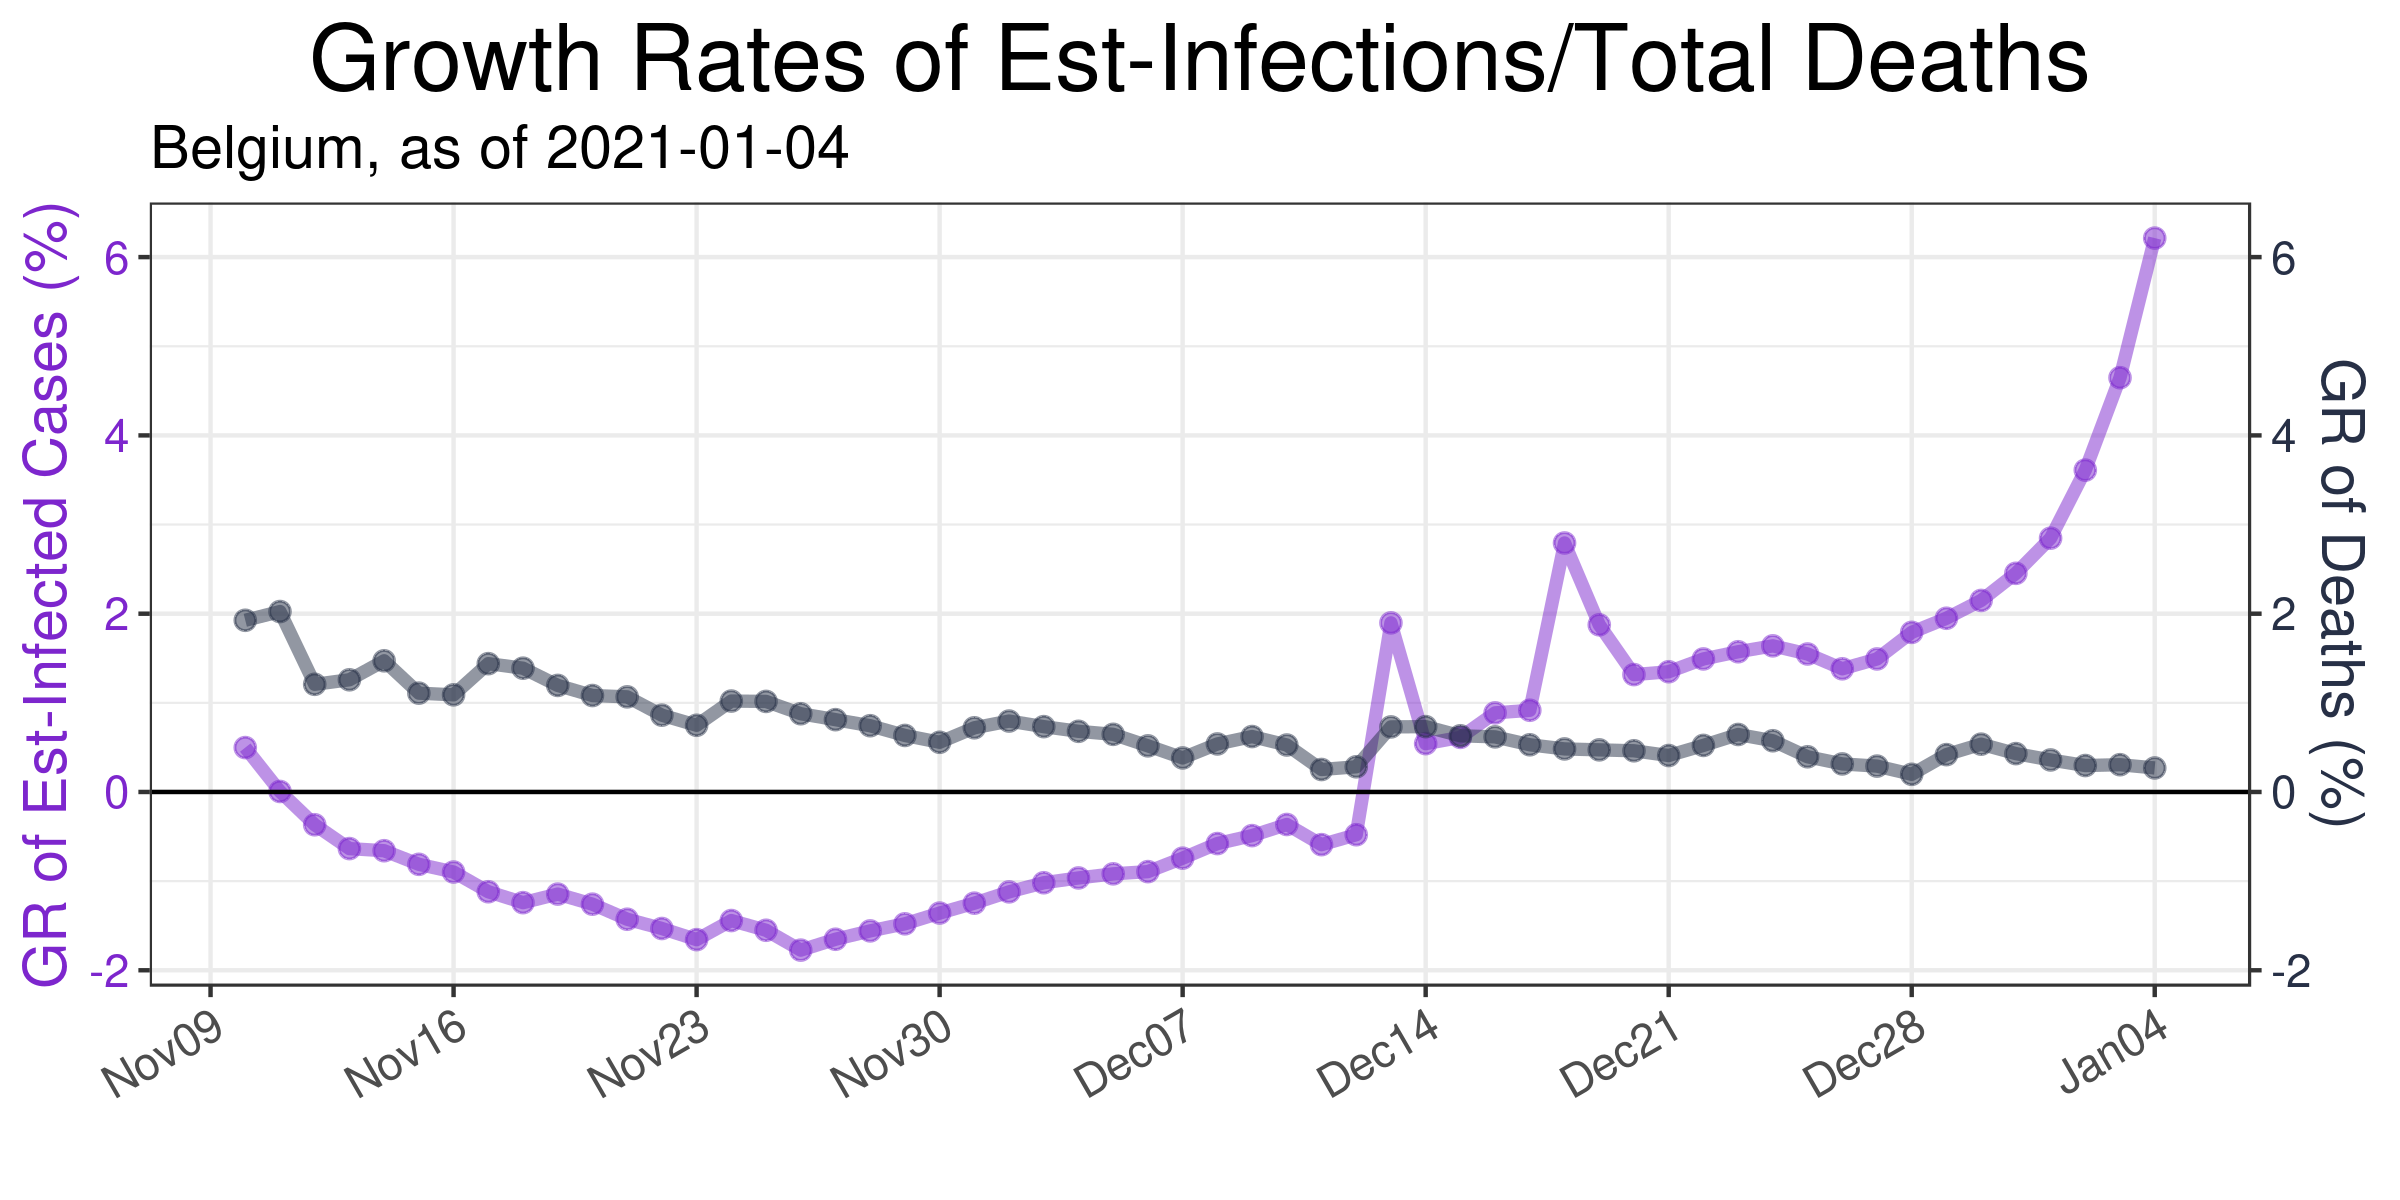 Growth Rates of Est-Infections/Total Deaths
Belgium, as of 2021-01-04
GR of Est-Infected Cases (%)
6
4
2
0
-2
6
4
2
0
-2
GR of Deaths (%)
Nov09
Nov16
Nov23
Nov30
Dec07
Dec14
Dec21
Dec28
Jan04